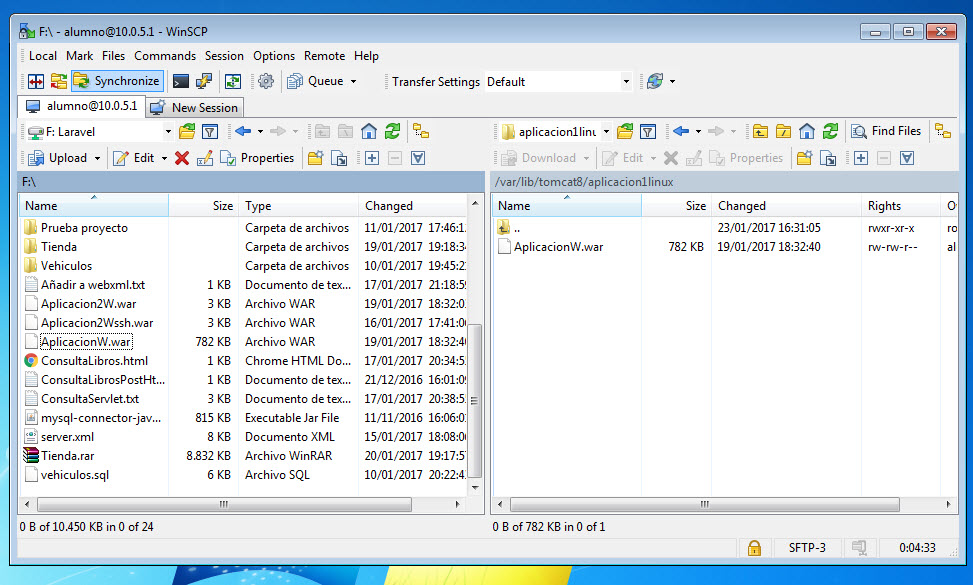 F:\ - alumno@10.0.5.1 - WinSCP
Local Mark Files Commands Session Options Remote Help
Synchronize Queue Transfer Settings Default
alumno@10.0.5.1 New Session
F: Laravel aplicacion1linu Find Files
Upload Edit Properties Download Edit Properties
F:\ /var/lib/tomcat8/aplicacion1linux
Name Size Type Changed Name Size Changed Rights
Prueba proyecto Carpeta de archivos 11/01/2017 17:46:1 .. 23/01/2017 16:31:05 rwxr-xr-x ro
Tienda Carpeta de archivos 19/01/2017 19:18:3 AplicacionW.war 782 KB 19/01/2017 18:32:40 rw-rw-r-- al
Vehiculos Carpeta de archivos 10/01/2017 19:45:2
Añadir a webxml.txt 1 KB Documento de tex... 17/01/2017 21:18:5
Aplicacion2W.war 3 KB Archivo WAR 19/01/2017 18:32:0
Aplicacion2Wssh.war 3 KB Archivo WAR 16/01/2017 17:41:0
AplicacionW.war 782 KB Archivo WAR 19/01/2017 18:32:4
ConsultaLibros.html 1 KB Chrome HTML Do... 17/01/2017 20:34:5
ConsultaLibrosPostHt... 1 KB Documento de tex... 21/12/2016 16:01:0
ConsultaServlet.txt 1 KB Documento de tex... 17/01/2017 20:38:5
mysql-connector-jav... 815 KB Executable Jar File 11/11/2016 16:06:0
server.xml 8 KB Documento XML 15/01/2017 18:08:0
Tienda.rar 8.832 KB Archivo WinRAR 20/01/2017 19:17:5
vehiculos.sql 6 KB Archivo SQL 10/01/2017 20:22:4
0 B of 10.450 KB in 0 of 24 0 B of 782 KB in 0 of 1
SFTP-3 0:04:33